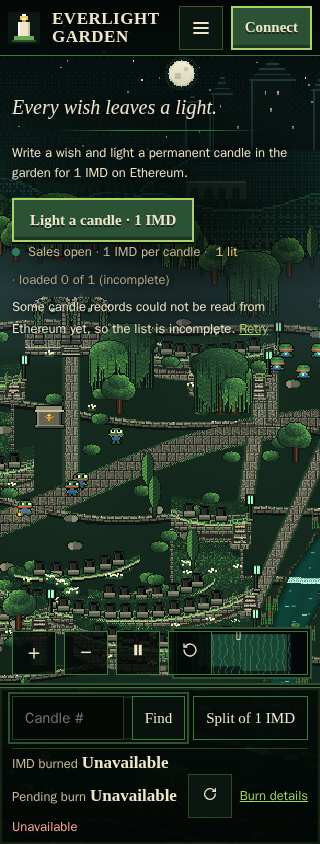 EVERLIGHT
GARDEN
Connect
Every wish leaves a light.
Write a wish and light a permanent candle in the
garden for 1 IMD on Ethereum.
Light a candle · 1 IMD
Sales open · 1 IMD per candle · 1 lit
· loaded 0 of 1 (incomplete)
Some candle records could not be read from
Ethereum yet, so the list is incomplete. Retry
+ −
Candle # Find Split of 1 IMD
IMD burned Unavailable
Pending burn Unavailable Burn details
Unavailable